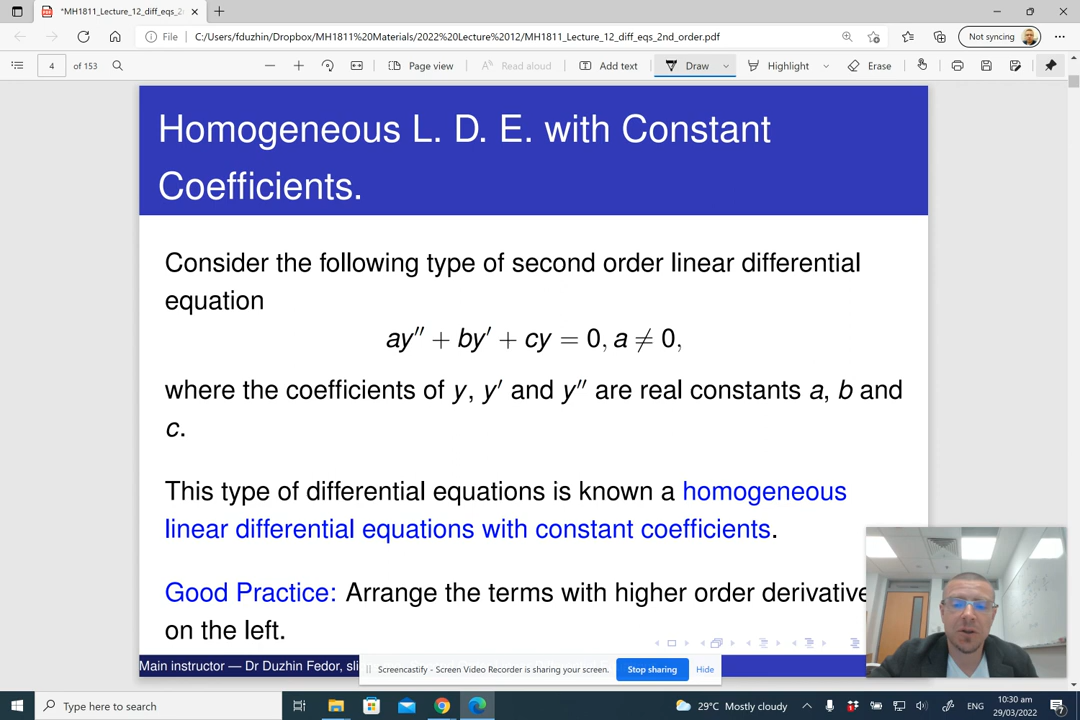 *MH1811_Lecture_12_diff_eqs_2
File C:/Users/fduzhin/Dropbox/MH1811%20Materials/2022%20Lecture%2012/MH1811_Lecture_12_diff_eqs_2nd_order.pdf Not syncing
4 of 153 Page view Read aloud Add text Draw Highlight Erase
Homogeneous L. D. E. with Constant
Coefficients.
Consider the following type of second order linear differential
equation
ay″ + by′ + cy = 0, a ≠ 0,
where the coefficients of y, y′ and y″ are real constants a, b and
c.
This type of differential equations is known a homogeneous
linear differential equations with constant coefficients.
Good Practice: Arrange the terms with higher order derivative
on the left.
Main instructor — Dr Duzhin Fedor, sli
Screencastify - Screen Video Recorder is sharing your screen. Stop sharing Hide
Type here to search 29°C Mostly cloudy ENG 10:30 am
29/03/2022